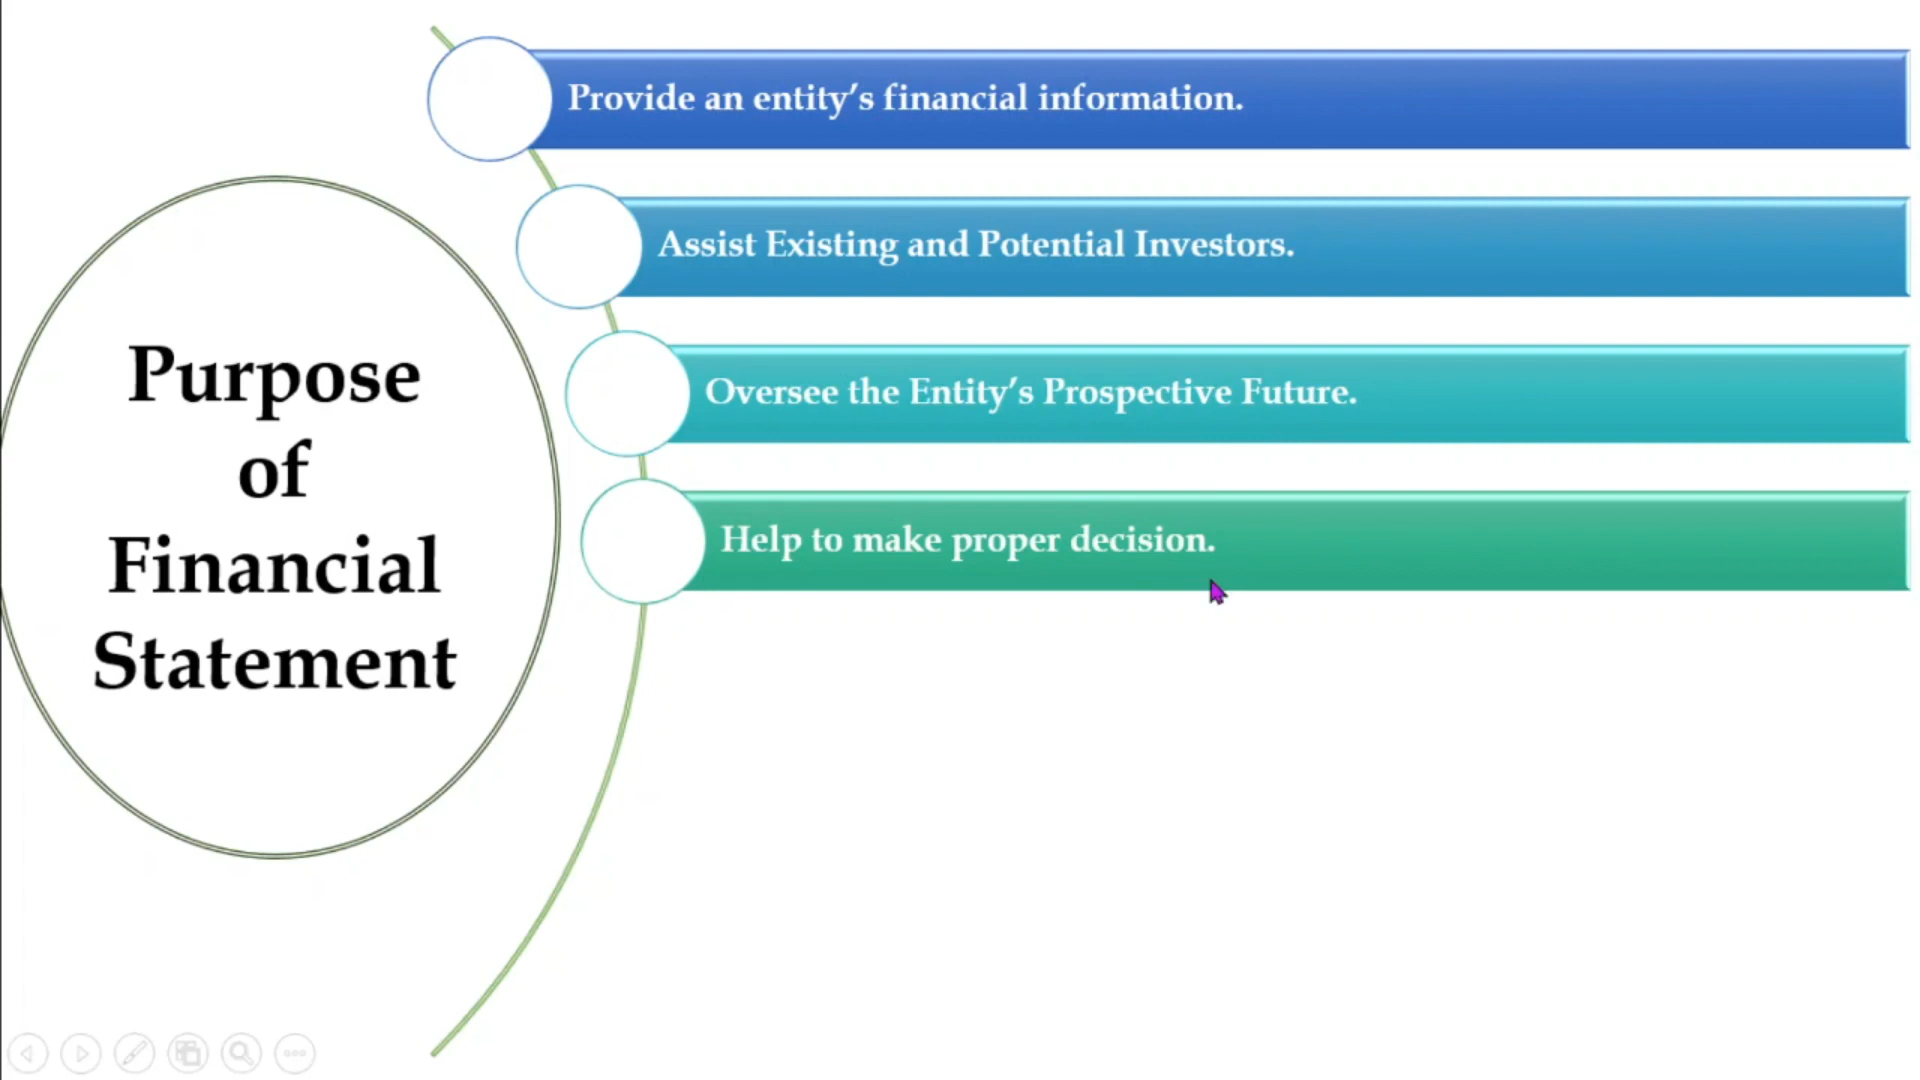 Purpose
of
Financial
Statement
Provide an entity’s financial information.
Assist Existing and Potential Investors.
Oversee the Entity’s Prospective Future.
Help to make proper decision.